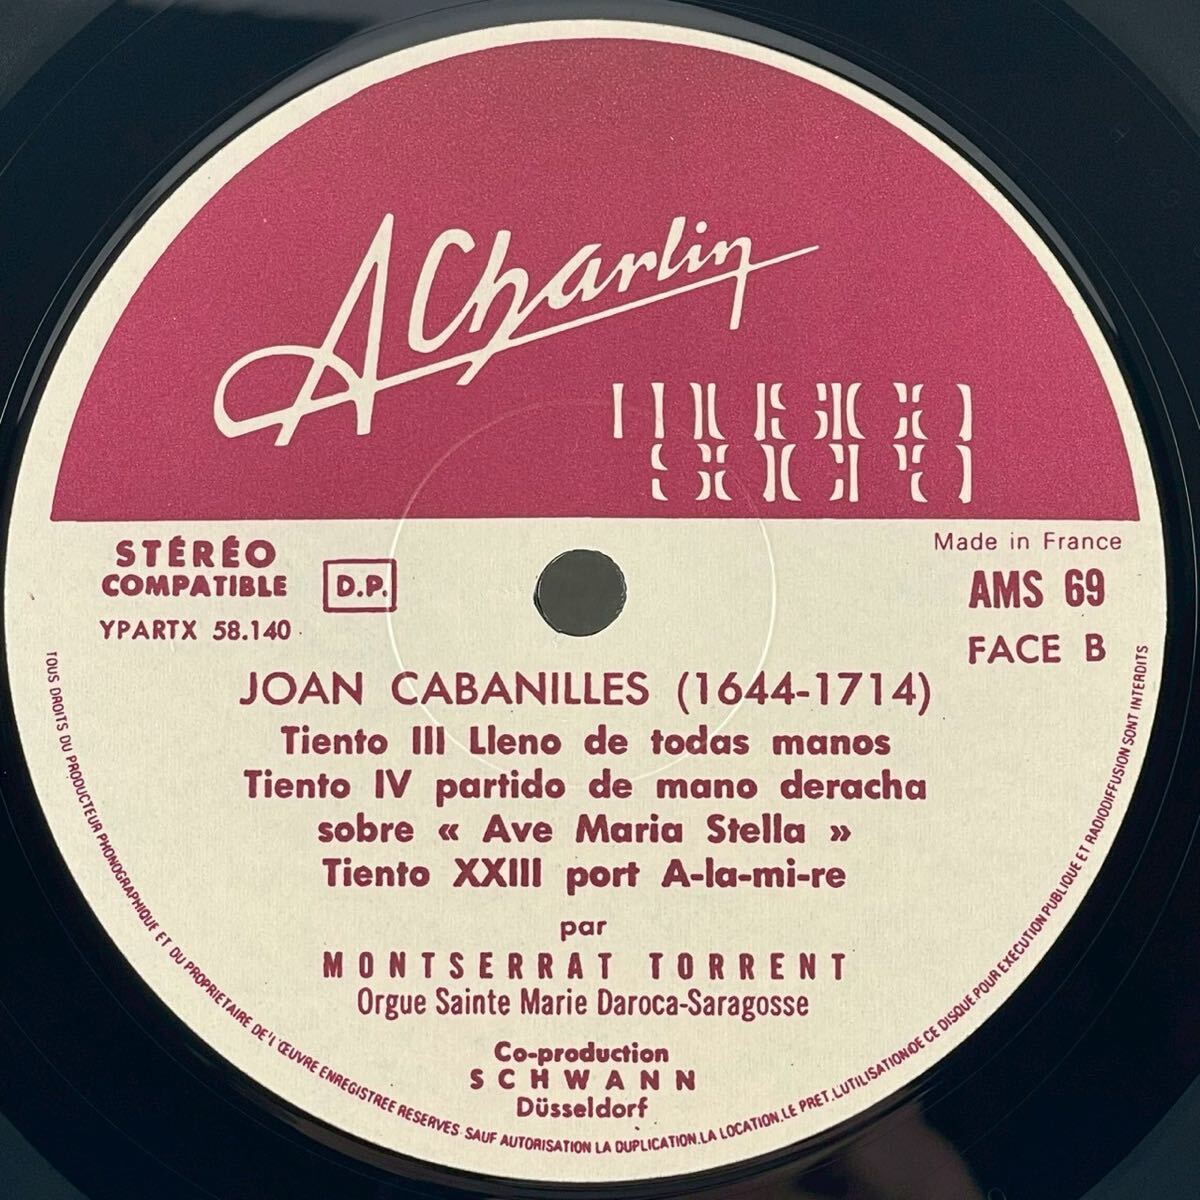 A Charlin
Made in France
STÉRÉO
COMPATIBLE
D.P.
AMS 69
YPARTX 58.140
FACE B
JOAN CABANILLES (1644-1714)
Tiento III Lleno de todas manos
Tiento IV partido de mano deracha
sobre « Ave Maria Stella »
Tiento XXIII port A-la-mi-re
par
MONTSERRAT TORRENT
Orgue Sainte Marie Daroca-Saragosse
Co-production
SCHWANN
Düsseldorf
TOUS DROITS DU PRODUCTEUR PHONOGRAPHIQUE ET DU PROPRIETAIRE DE L'ŒUVRE ENREGISTREE RESERVES. SAUF AUTORISATION LA DUPLICATION.LA LOCATION.LE PRET.L'UTILISATION DE CE DISQUE POUR EXECUTION PUBLIQUE ET RADIODIFFUSION SONT INTERDITS